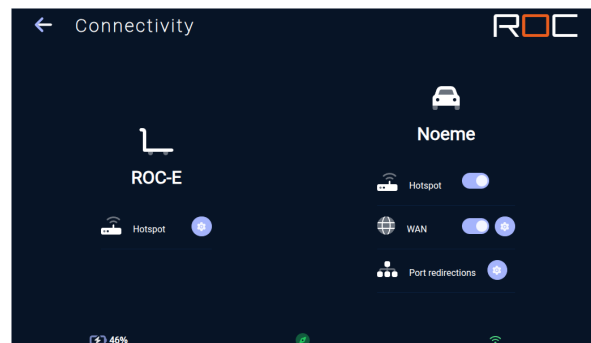 Connectivity
ROC
ROC-E
Hotspot
Noeme
Hotspot
WAN
Port redirections
46%